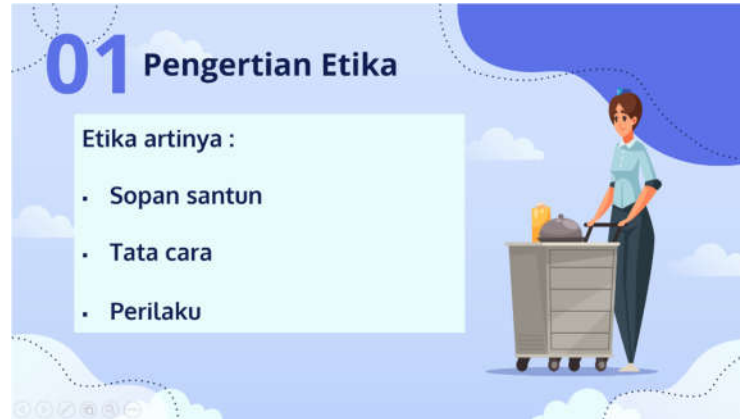 01 Pengertian Etika
Etika artinya :
▪ Sopan santun
▪ Tata cara
▪ Perilaku